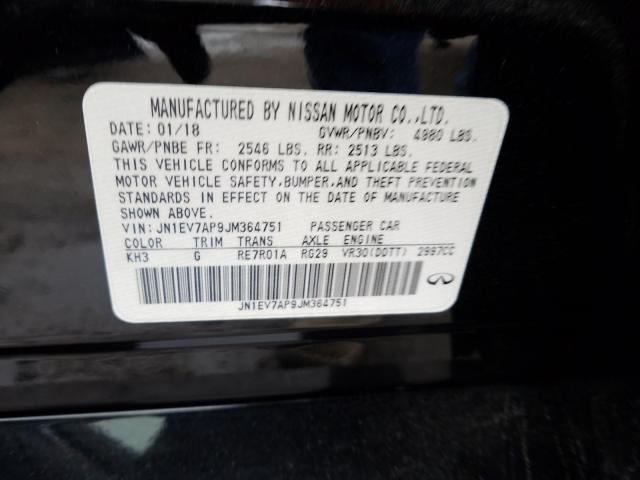 MANUFACTURED BY NISSAN MOTOR CO.,LTD.
DATE: 01/18 GVWR/PNBV: 4980 LBS.
GAWR/PNBE FR: 2546 LBS. RR: 2513 LBS.
THIS VEHICLE CONFORMS TO ALL APPLICABLE FEDERAL
MOTOR VEHICLE SAFETY,BUMPER,AND THEFT PREVENTION
STANDARDS IN EFFECT ON THE DATE OF MANUFACTURE
SHOWN ABOVE.
VIN: JN1EV7AP9JM364751 PASSENGER CAR
COLOR TRIM TRANS AXLE ENGINE
KH3 G RE7R01A RG29 VR30(DDTT) 2997CC
JN1EV7AP9JM364751